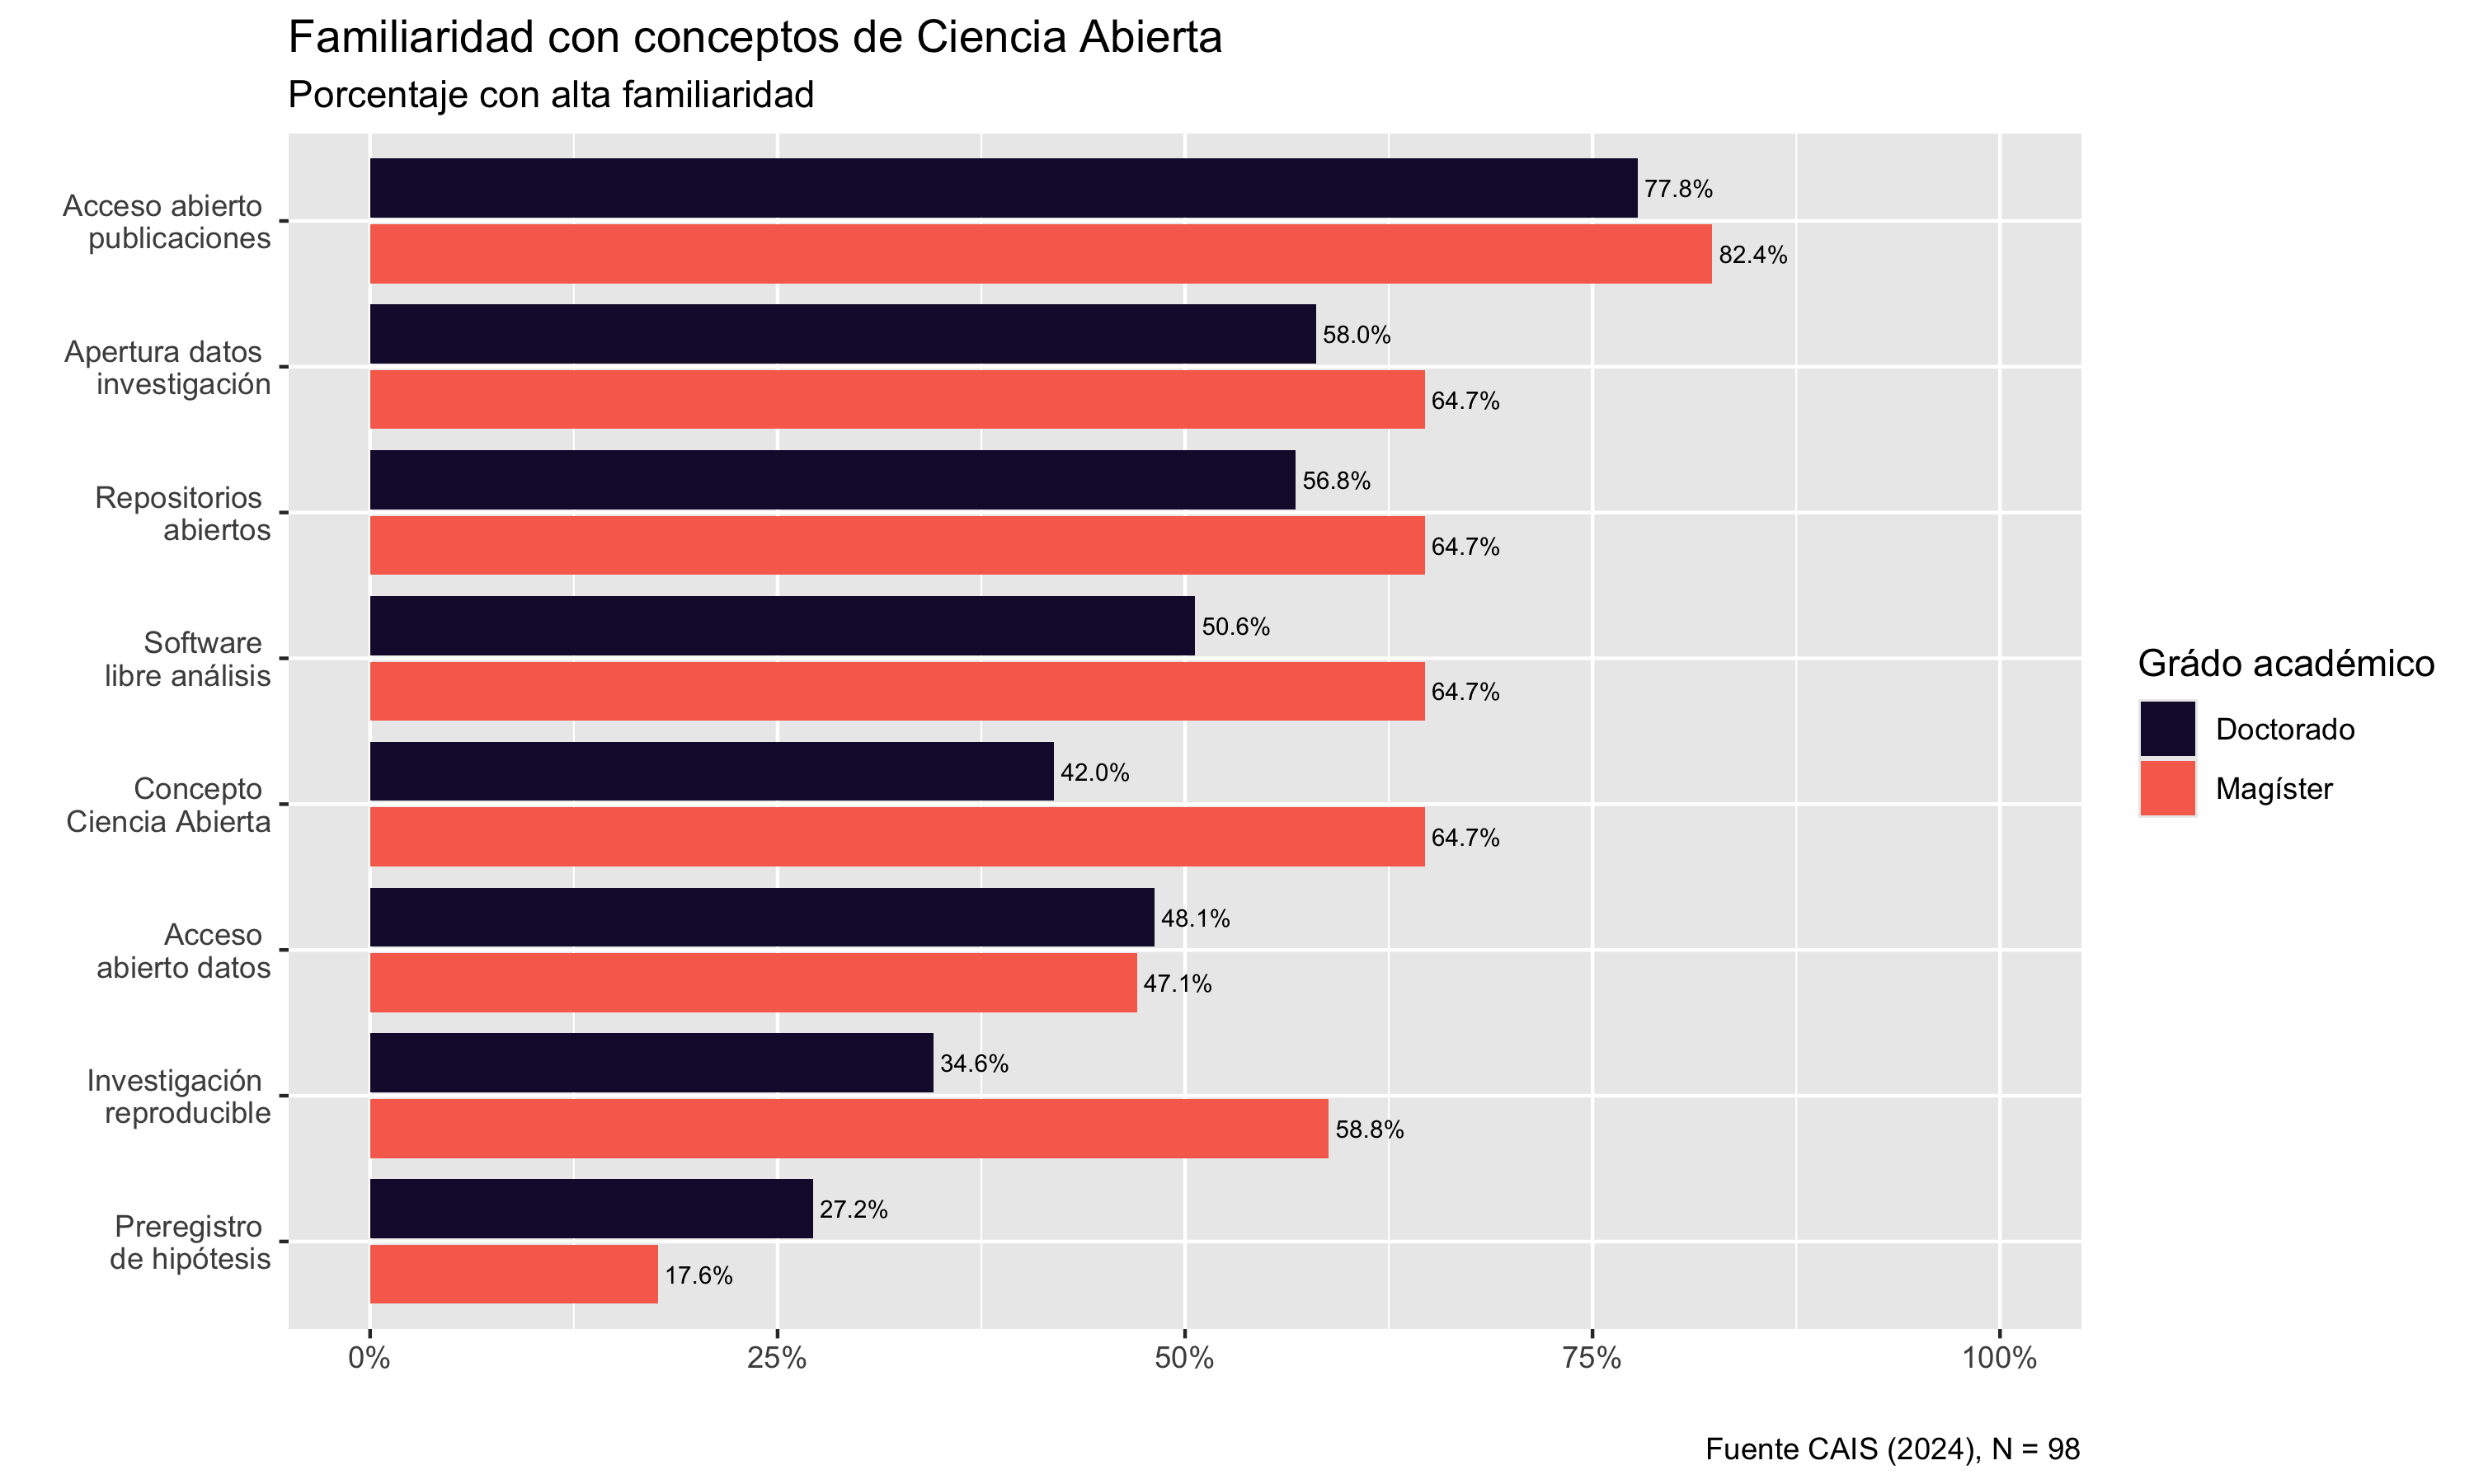 Familiaridad con conceptos de Ciencia Abierta
Porcentaje con alta familiaridad
Acceso abierto
publicaciones
77.8%
82.4%
Apertura datos
investigación
58.0%
64.7%
Repositorios
abiertos
56.8%
64.7%
Software
libre análisis
50.6%
64.7%
Concepto
Ciencia Abierta
42.0%
64.7%
Acceso
abierto datos
48.1%
47.1%
Investigación
reproducible
34.6%
58.8%
Preregistro
de hipótesis
27.2%
17.6%
0%
25%
50%
75%
100%
Grádo académico
Doctorado
Magíster
Fuente CAIS (2024), N = 98